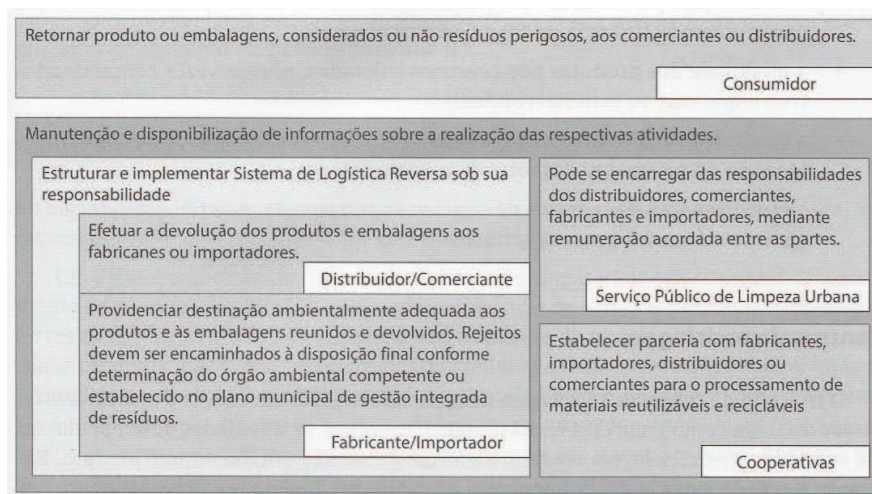 Retornar produto ou embalagens, considerados ou não resíduos perigosos, aos comerciantes ou distribuidores.
Consumidor
Manutenção e disponibilização de informações sobre a realização das respectivas atividades.
Estruturar e implementar Sistema de Logística Reversa sob sua
responsabilidade
Efetuar a devolução dos produtos e embalagens aos
fabricanes ou importadores.
Distribuidor/Comerciante
Providenciar destinação ambientalmente adequada aos
produtos e às embalagens reunidos e devolvidos. Rejeitos
devem ser encaminhados à disposição final conforme
determinação do órgão ambiental competente ou
estabelecido no plano municipal de gestão integrada
de resíduos.
Fabricante/Importador
Pode se encarregar das responsabilidades
dos distribuidores, comerciantes,
fabricantes e importadores, mediante
remuneração acordada entre as partes.
Serviço Público de Limpeza Urbana
Estabelecer parceria com fabricantes,
importadores, distribuidores ou
comerciantes para o processamento de
materiais reutilizáveis e recicláveis
Cooperativas